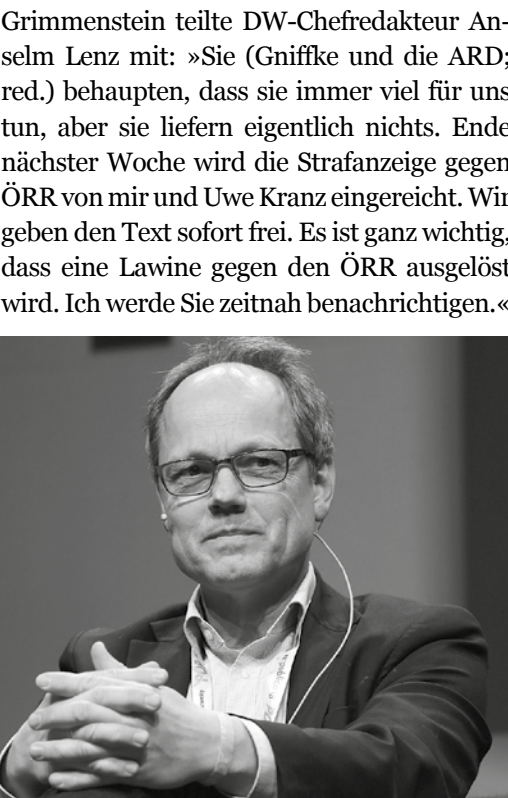 Grimmenstein teilte DW-Chefredakteur An-
selm Lenz mit: »Sie (Gniffke und die ARD;
red.) behaupten, dass sie immer viel für uns
tun, aber sie liefern eigentlich nichts. Ende
nächster Woche wird die Strafanzeige gegen
ÖRR von mir und Uwe Kranz eingereicht. Wir
geben den Text sofort frei. Es ist ganz wichtig,
dass eine Lawine gegen den ÖRR ausgelöst
wird. Ich werde Sie zeitnah benachrichtigen.«